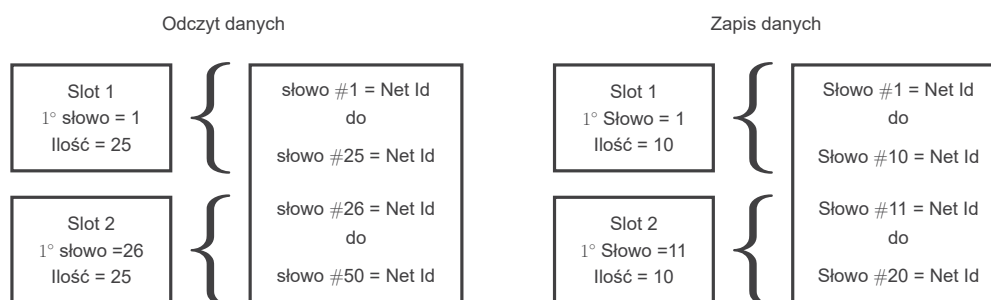 Odczyt danych
Slot 1
1° słowo = 1
Ilość = 25
słowo #1 = Net Id
do
słowo #25 = Net Id
Slot 2
1° słowo =26
Ilość = 25
słowo #26 = Net Id
do
słowo #50 = Net Id
Zapis danych
Slot 1
1° Słowo = 1
Ilość = 10
Słowo #1 = Net Id
do
Słowo #10 = Net Id
Slot 2
1° Słowo =11
Ilość = 10
Słowo #11 = Net Id
do
Słowo #20 = Net Id